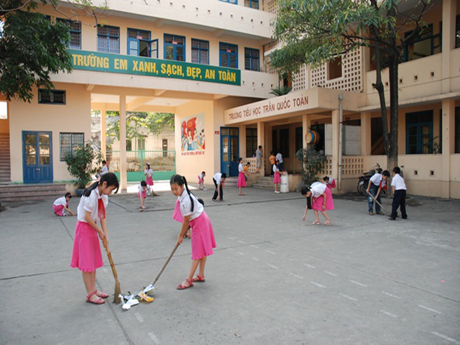 TRƯỜNG EM XANH, SẠCH, ĐẸP, AN TOÀN
TRƯỜNG TIỂU HỌC TRẦN QUỐC TOẢN